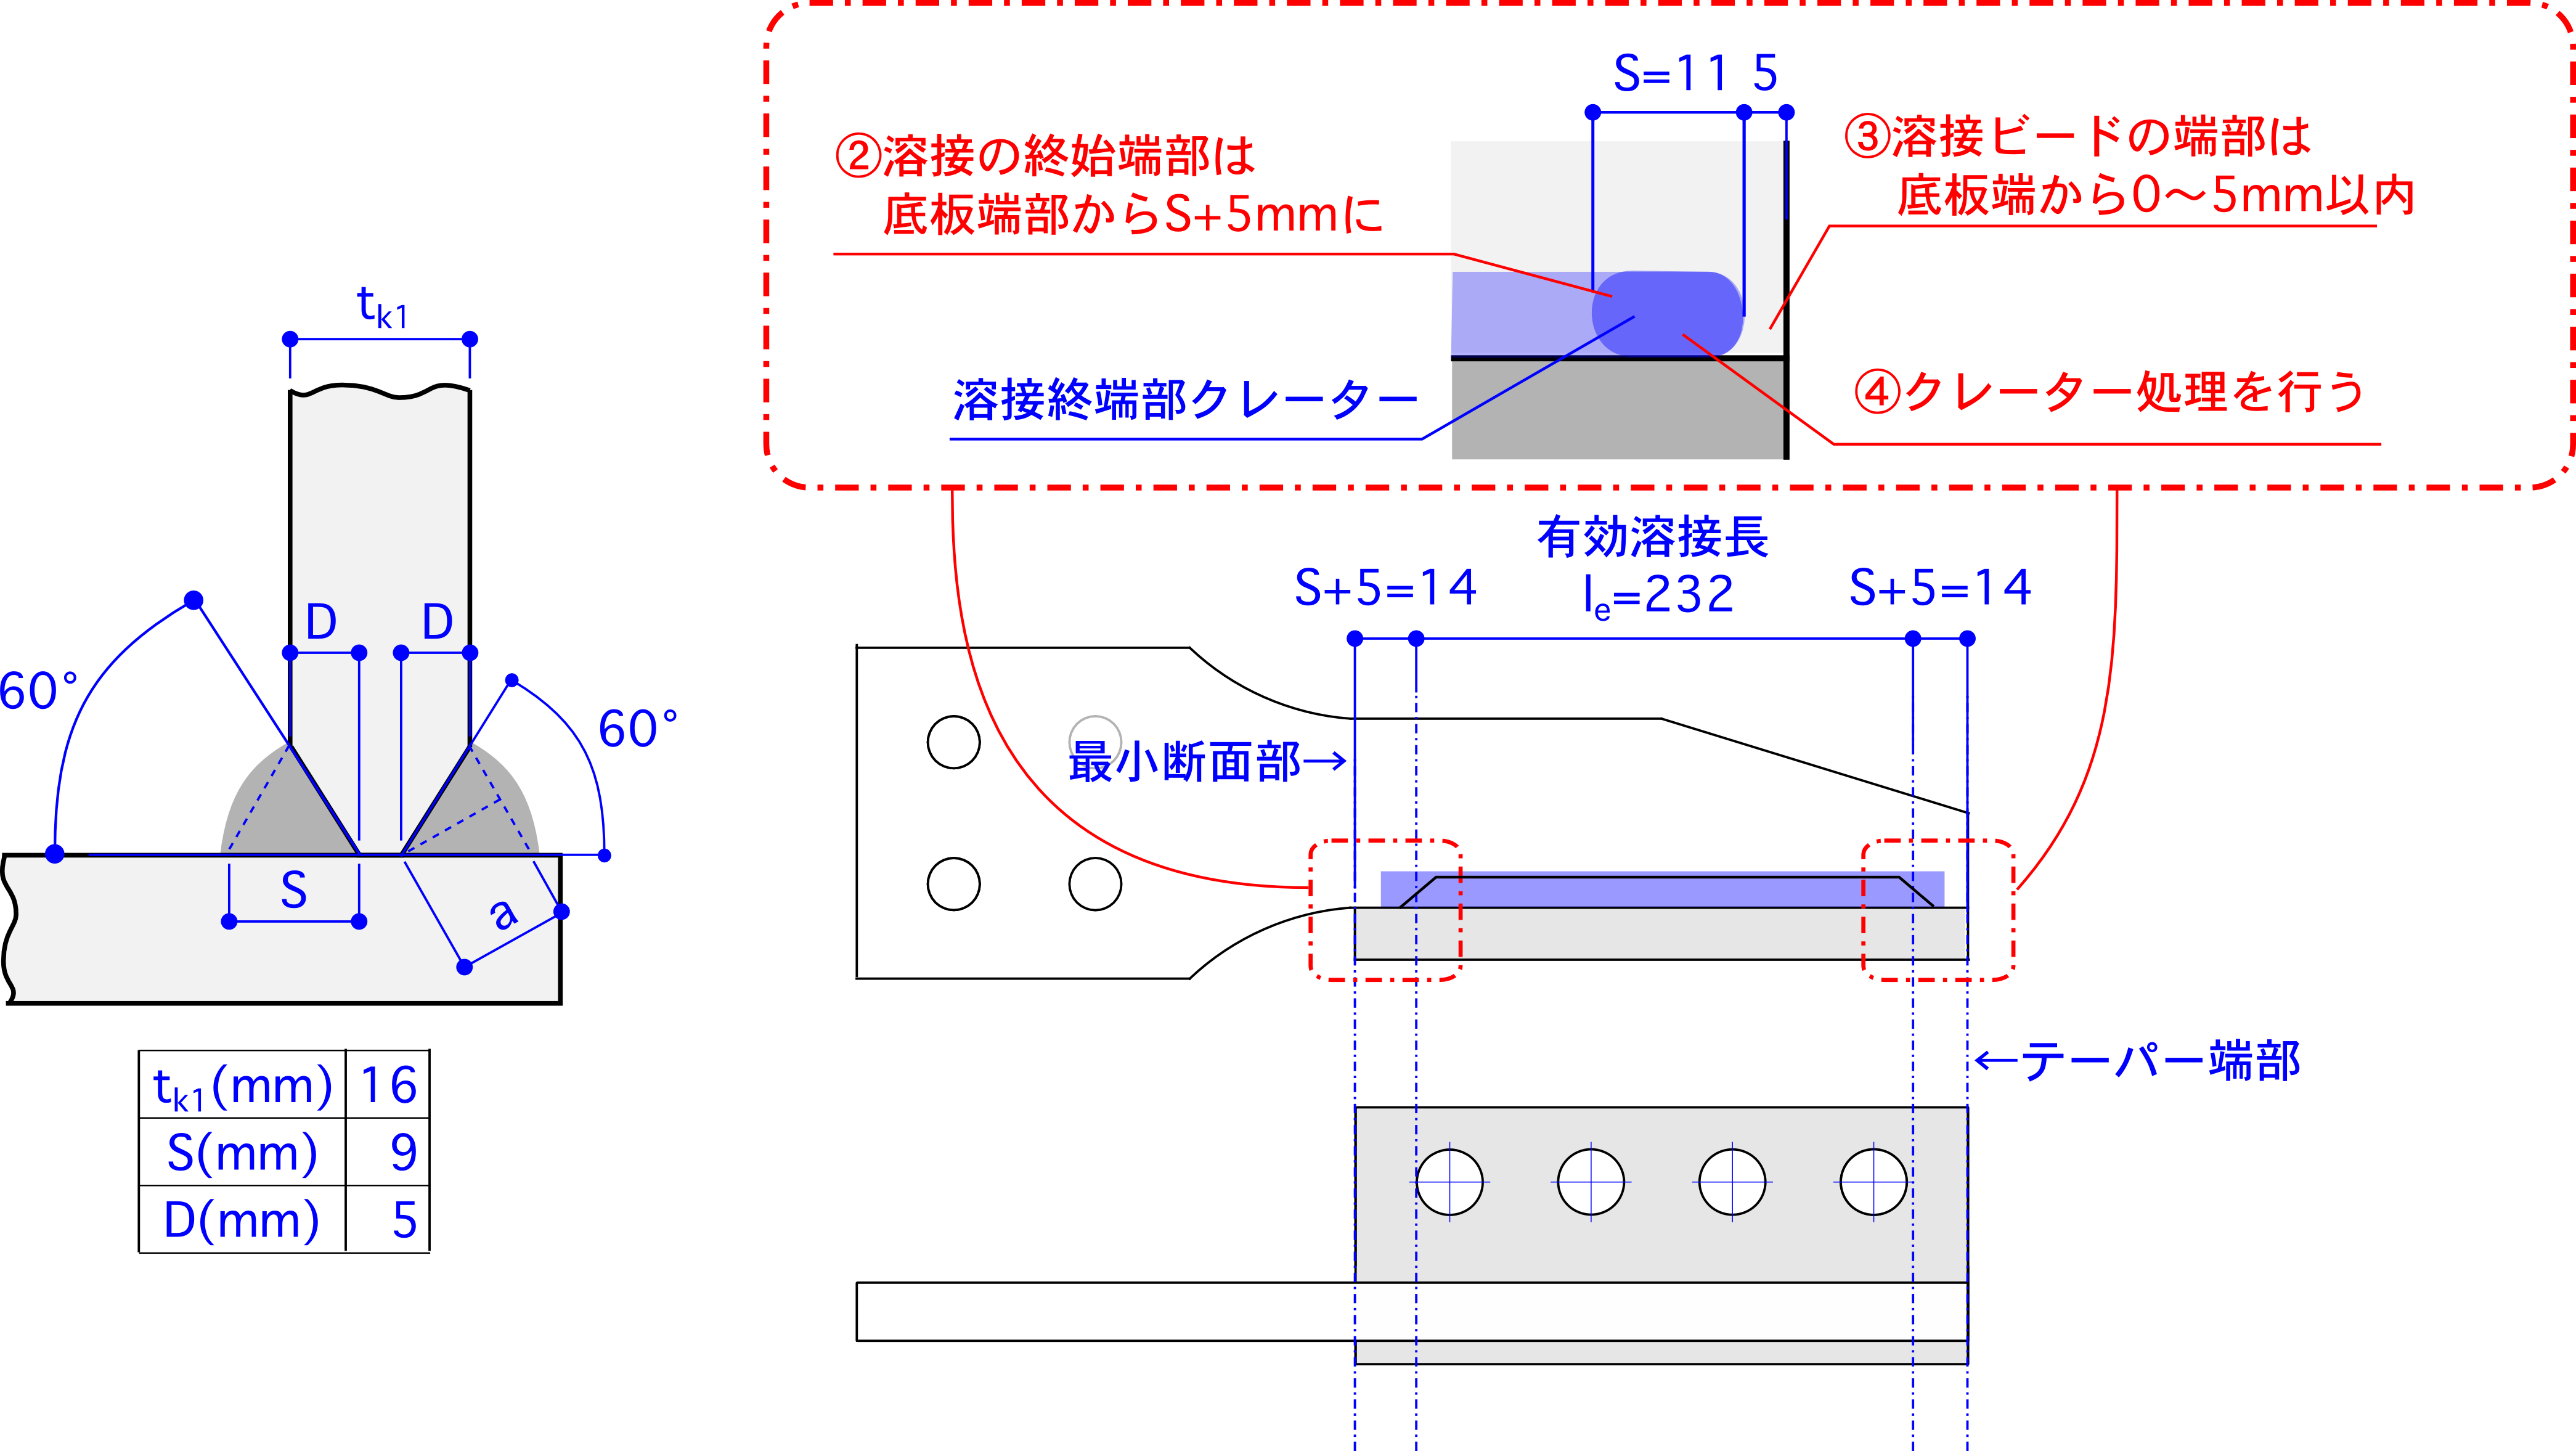 S=11 5
②溶接の終始端部は
底板端部からS+5mmに
③溶接ビードの端部は
底板端から0〜5mm以内
溶接終端部クレーター
④クレーター処理を行う
tk1
D D
60°
60°
S
a
tk1(mm) 16
S(mm) 9
D(mm) 5
有効溶接長
S+5=14 le=232 S+5=14
最小断面部→
←テーパー端部